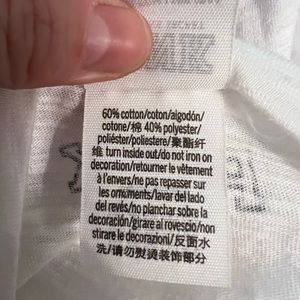 60% cotton/coton/algodón/
cotone/棉 40% polyester/
poliéster/poliestere/聚酯纤
维 turn inside out/do not iron on
decoration/retourner le vêtement
à l'envers/ne pas repasser sur
les ornuments/lavar del lado
del revés/no planchar sobre la
decoración/girare al rovescio/non
stirare le decorazioni/反面水
洗/请勿熨烫装饰部分